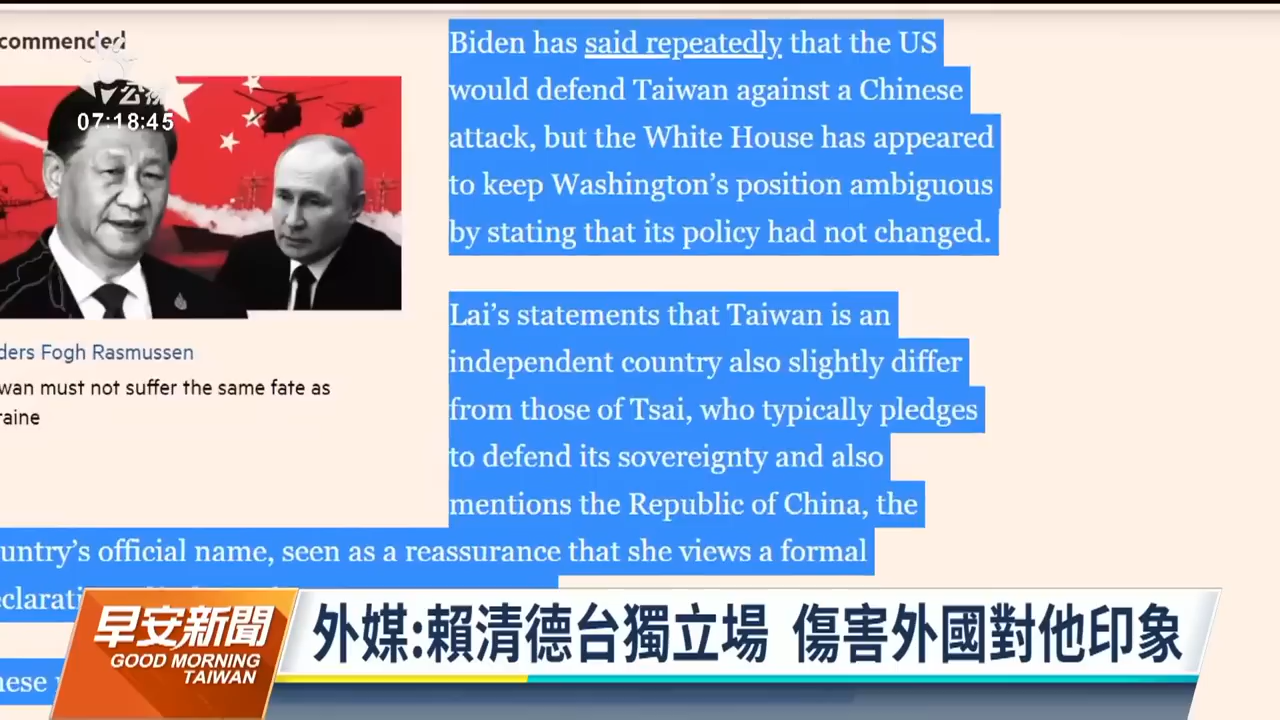 commended
公視
07:18:45
Biden has said repeatedly that the US
would defend Taiwan against a Chinese
attack, but the White House has appeared
to keep Washington’s position ambiguous
by stating that its policy had not changed.
ders Fogh Rasmussen
wan must not suffer the same fate as
raine
Lai’s statements that Taiwan is an
independent country also slightly differ
from those of Tsai, who typically pledges
to defend its sovereignty and also
mentions the Republic of China, the
untry’s official name, seen as a reassurance that she views a formal
eclarati
nese
早安新聞
GOOD MORNING
TAIWAN
外媒:賴清德台獨立場 傷害外國對他印象